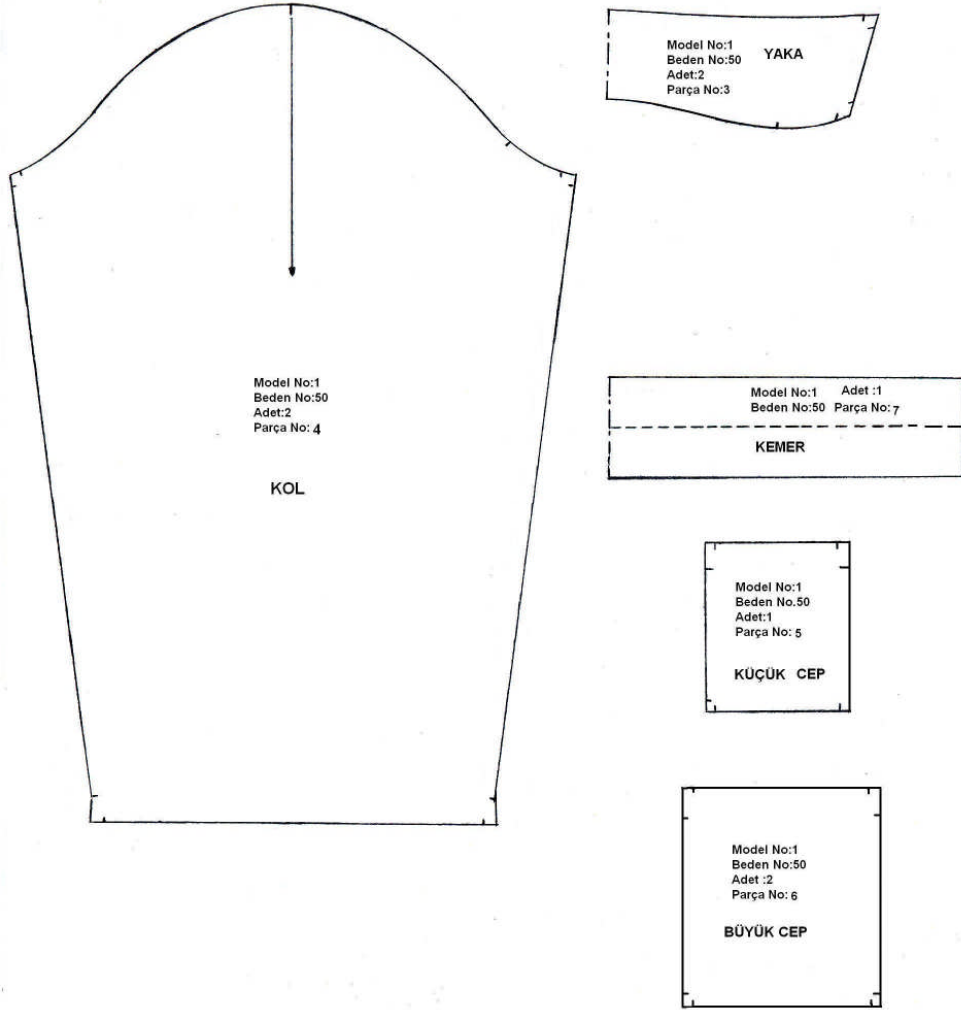 Model No:1
Beden No:50
Adet:2
Parça No:3
YAKA
Model No:1
Beden No:50
Adet:2
Parça No: 4
KOL
Model No:1 Adet :1
Beden No:50 Parça No: 7
KEMER
Model No:1
Beden No.50
Adet:1
Parça No: 5
KÜÇÜK CEP
Model No:1
Beden No:50
Adet :2
Parça No: 6
BÜYÜK CEP